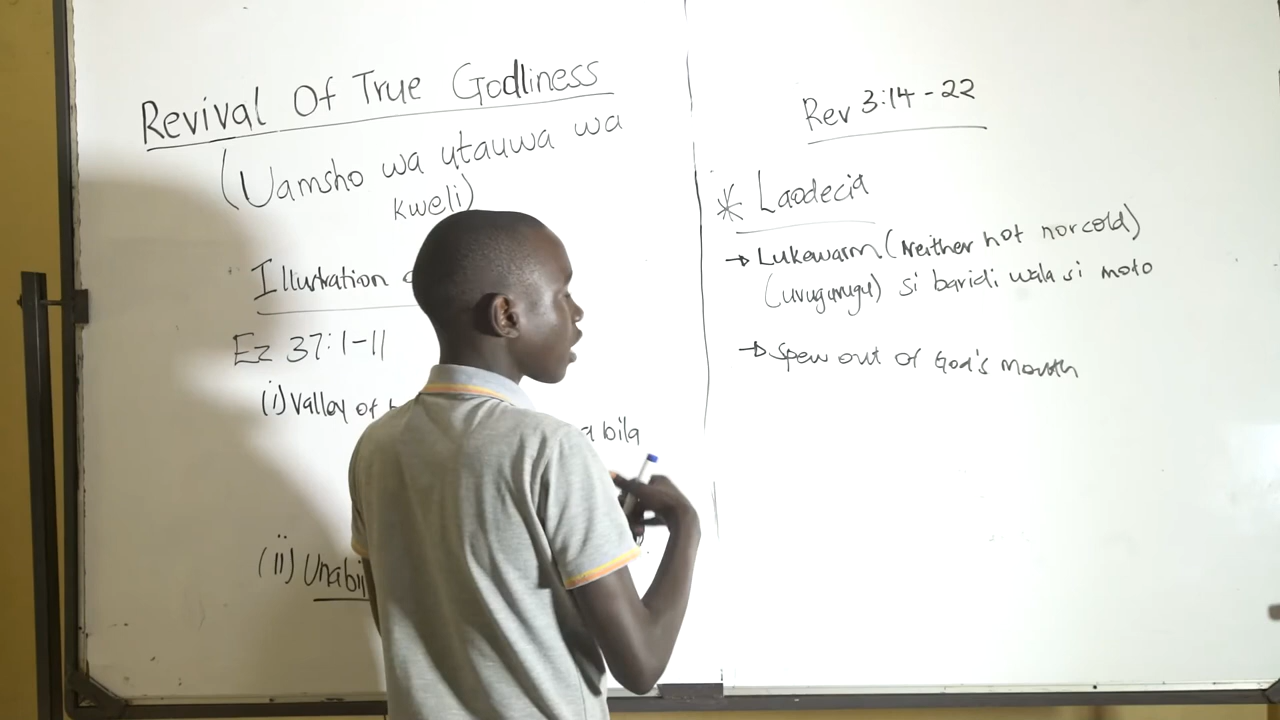 Revival Of True Godliness
(Uamsho wa utauwa wa
kweli)
Illustration
Ez 37:1-11
(i) Valley of
bila
(ii) Unabii
Rev 3:14-22
* Laodecia
→ Lukewarm (Neither hot nor cold)
(uvuguvugu) si baridi wala si moto
→ Spew out of God's mouth